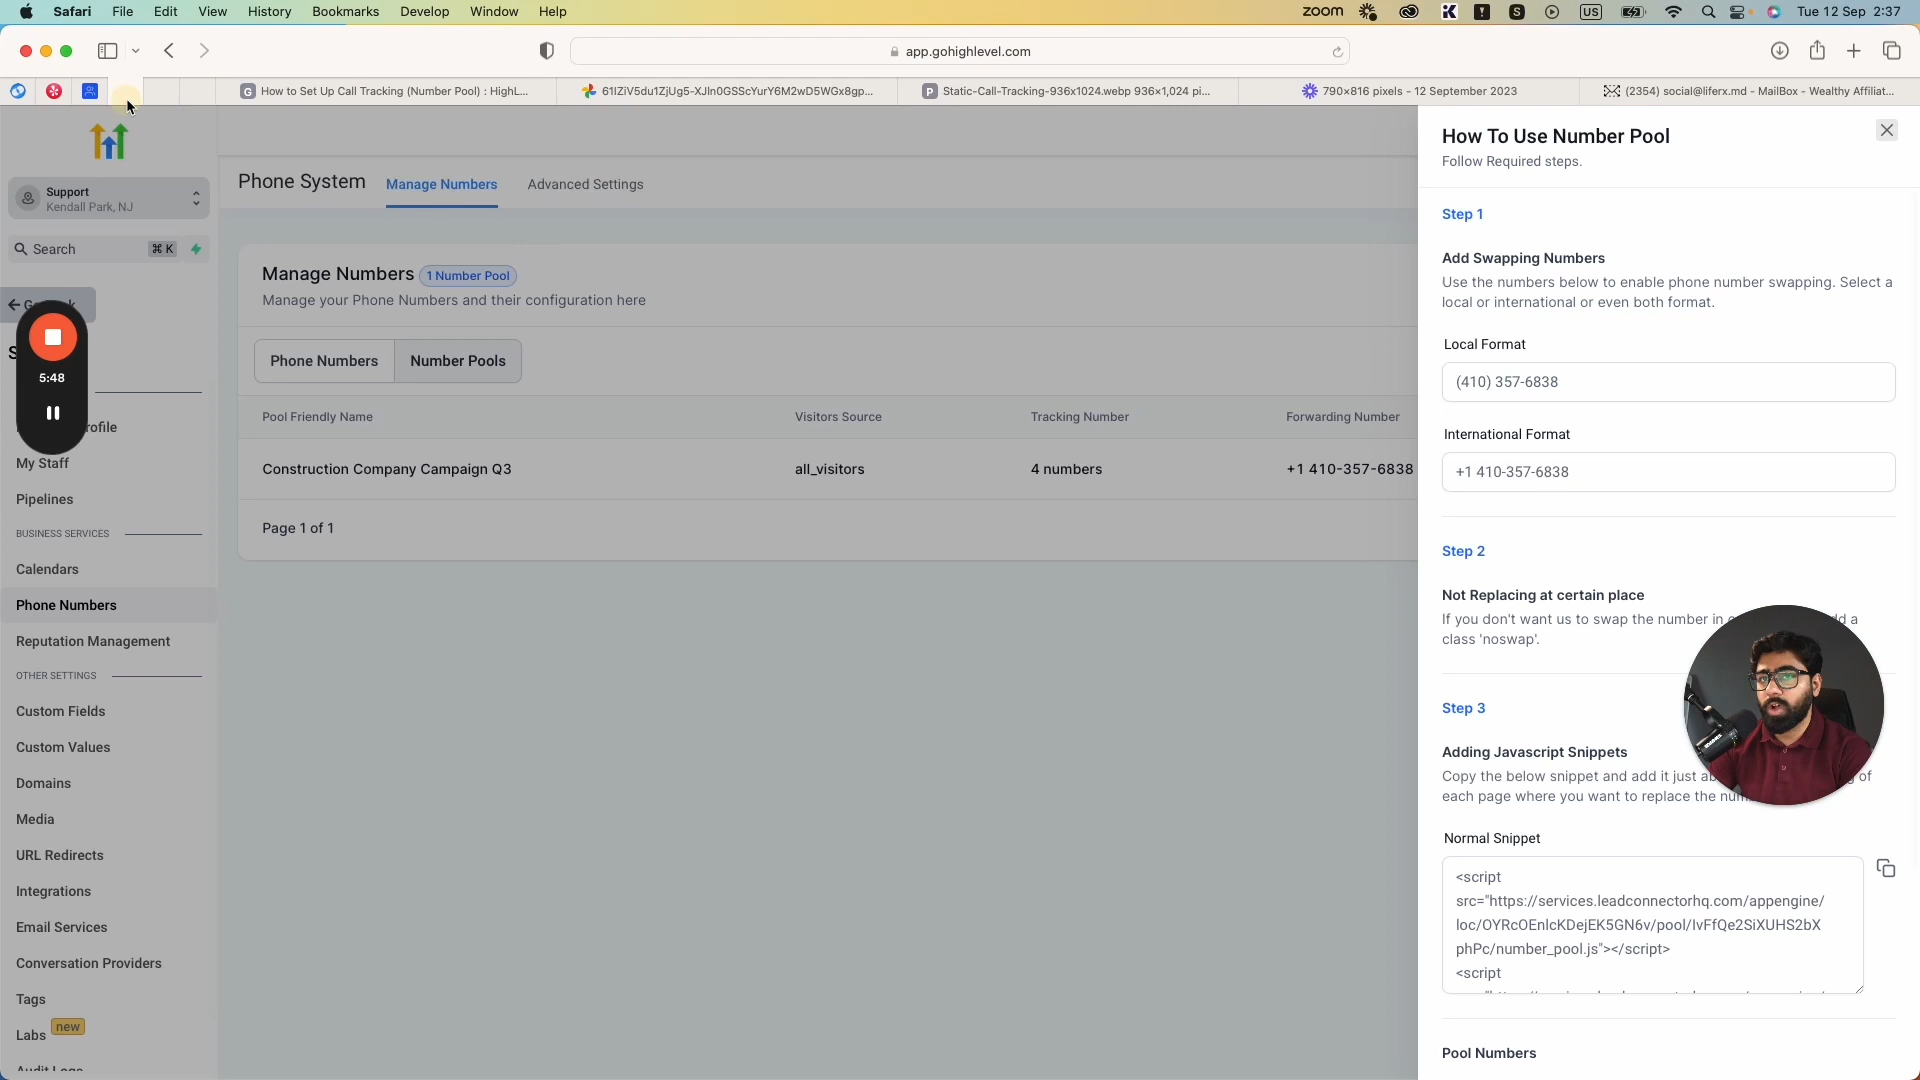 Safari File Edit View History Bookmarks Develop Window Help
zoom US Tue 12 Sep 2:37
app.gohighlevel.com
How to Set Up Call Tracking (Number Pool) : HighL...
61IZiV5du1ZjUg5-XJln0GSScYurY6M2wD5WGx8gp...
Static-Call-Tracking-936x1024.webp 936×1,024 pi...
790×816 pixels - 12 September 2023
(2354) social@liferx.md - MailBox - Wealthy Affiliat...
Support
Kendall Park, NJ
Search ⌘ K
5:48
My Staff
Pipelines
BUSINESS SERVICES
Calendars
Phone Numbers
Reputation Management
OTHER SETTINGS
Custom Fields
Custom Values
Domains
Media
URL Redirects
Integrations
Email Services
Conversation Providers
Tags
Labs new
Audit Logs
Phone System Manage Numbers Advanced Settings
Manage Numbers 1 Number Pool
Manage your Phone Numbers and their configuration here
Phone Numbers Number Pools
Pool Friendly Name Visitors Source Tracking Number Forwarding Number
Construction Company Campaign Q3 all_visitors 4 numbers +1 410-357-6838
Page 1 of 1
How To Use Number Pool
Follow Required steps.
Step 1
Add Swapping Numbers
Use the numbers below to enable phone number swapping. Select a
local or international or even both format.
Local Format
(410) 357-6838
International Format
+1 410-357-6838
Step 2
Not Replacing at certain place
If you don't want us to swap the number in a
class 'noswap'.
Step 3
Adding Javascript Snippets
Copy the below snippet and add it just of
each page where you want to replace the
Normal Snippet
<script
src="https://services.leadconnectorhq.com/appengine/
loc/OYRcOEnlcKDejEK5GN6v/pool/IvFfQe2SiXUHS2bX
phPc/number_pool.js"></script>
<script
Pool Numbers